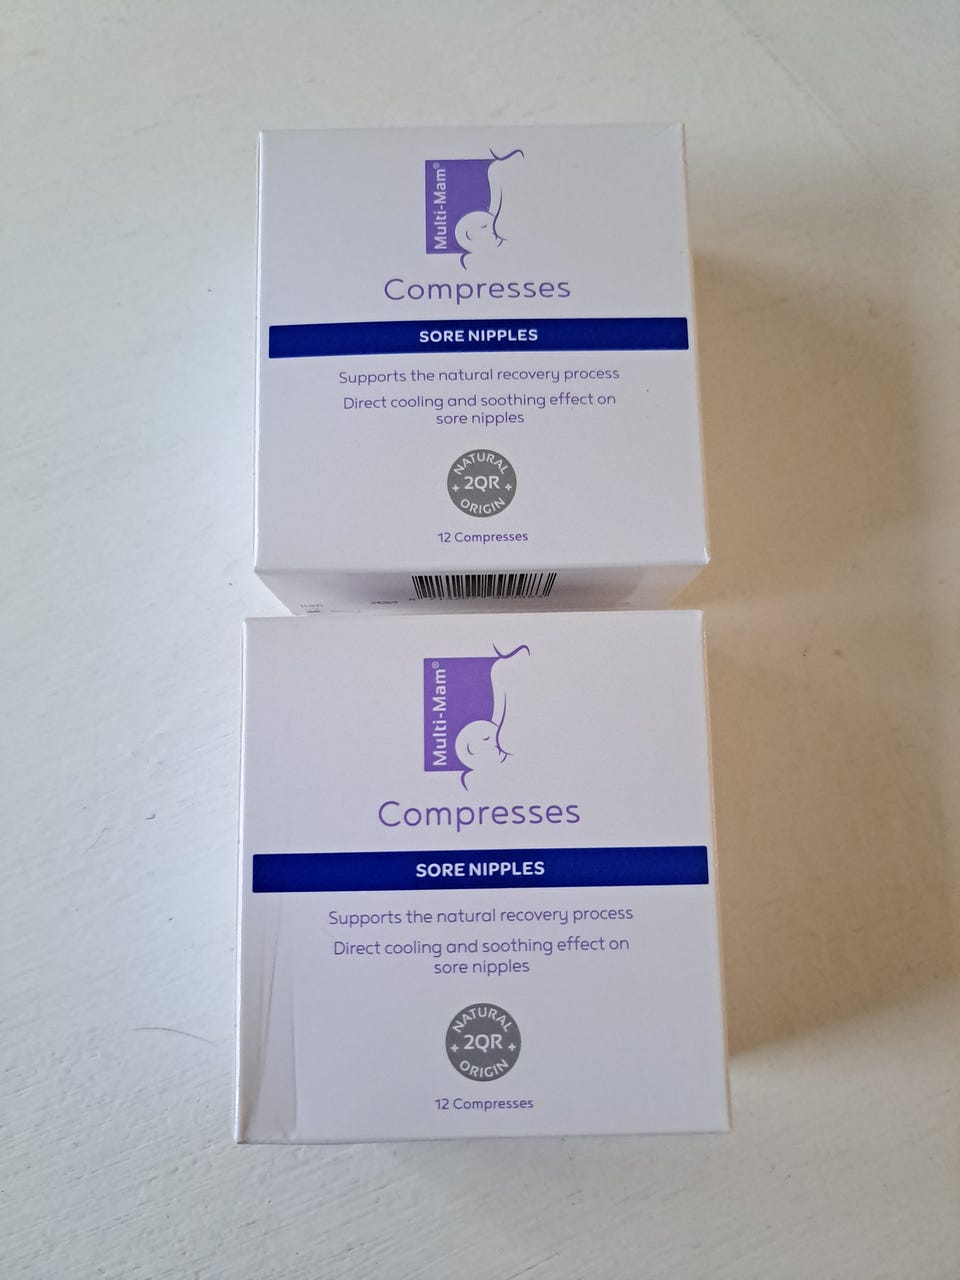 Multi-Mam®
Compresses
SORE NIPPLES
Supports the natural recovery process
Direct cooling and soothing effect on
sore nipples
NATURAL
2QR
ORIGIN
12 Compresses
Multi-Mam®
Compresses
SORE NIPPLES
Supports the natural recovery process
Direct cooling and soothing effect on
sore nipples
NATURAL
+ 2QR +
ORIGIN
12 Compresses